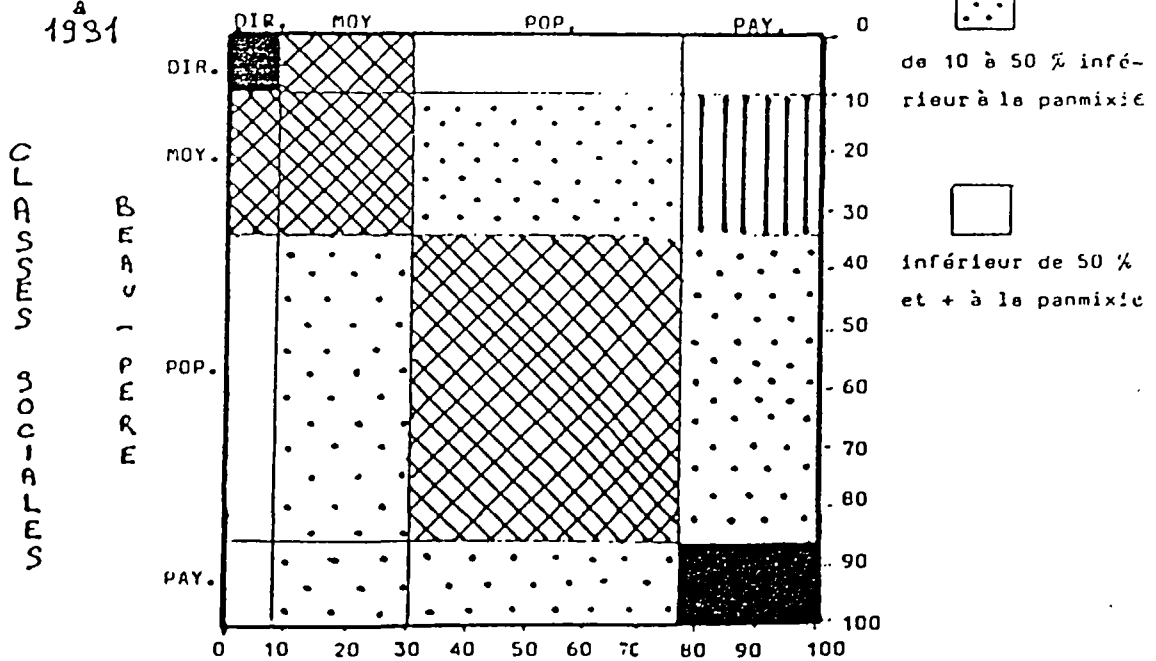 à
1931
DIR. MOY POP. PAY.
DIR.
MOY.
POP.
PAY.
CLASSES SOCIALES
BEAU-PERE
0
10
20
30
40
50
60
70
80
90
100
0 10 20 30 40 50 60 70 80 90 100
de 10 à 50 % infé-
rieur à la panmixie
inférieur de 50 %
et + à la panmixie